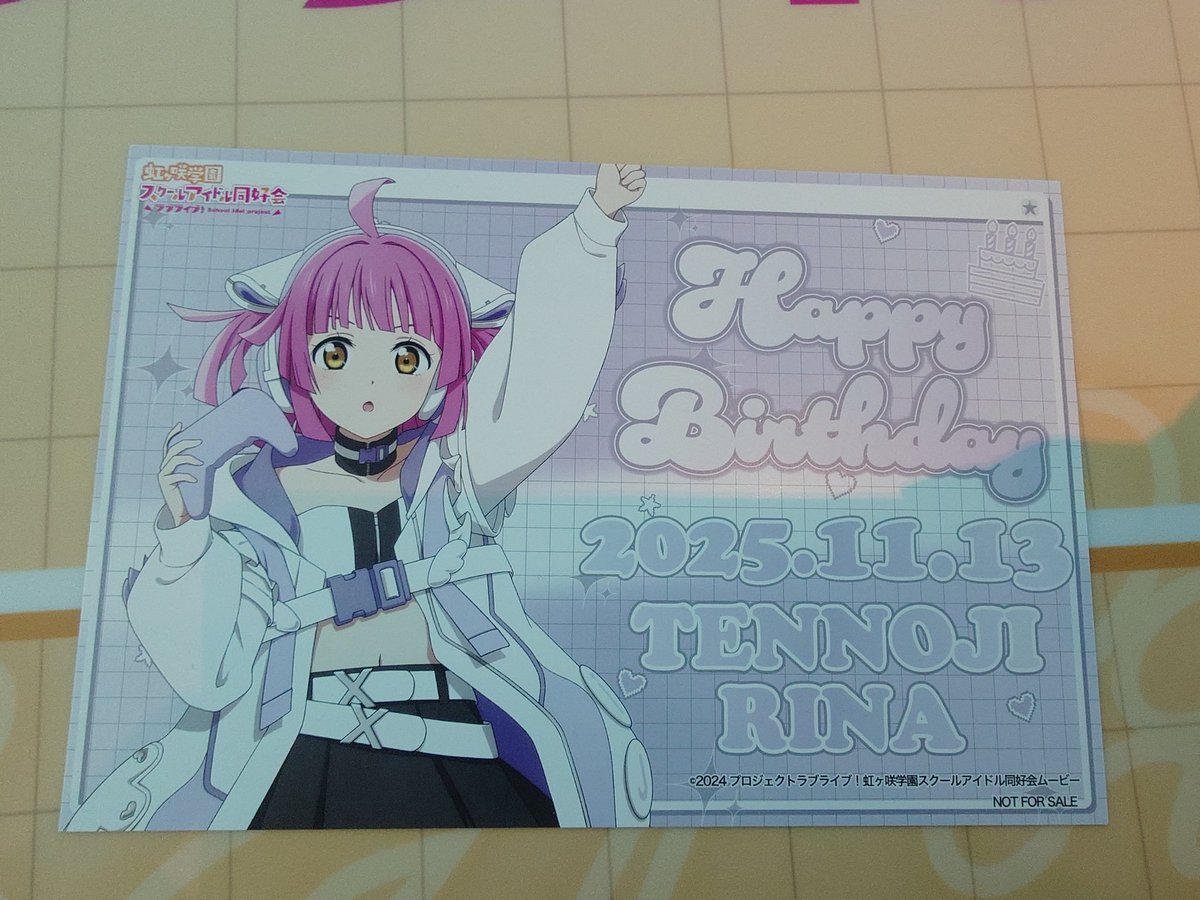 虹ヶ咲学園
スクールアイドル同好会
ラブライブ! School idol project
Happy
Birthday
2025.11.13
TENNOJI
RINA
©2024 プロジェクトラブライブ!虹ヶ咲学園スクールアイドル同好会ムービー
NOT FOR SALE